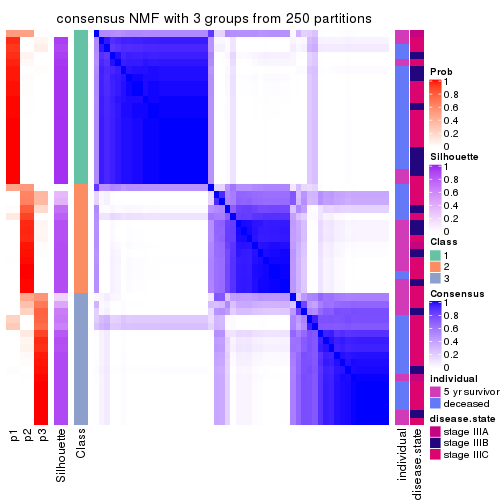 consensus NMF with 3 groups from 250 partitions
Prob
1
0.8
0.6
0.4
0.2
0
Silhouette
1
0.8
0.6
0.4
0.2
0
Class
1
2
3
Consensus
1
0.8
0.6
0.4
0.2
0
individual
5 yr survivor
deceased
disease.state
stage IIIA
stage IIIB
stage IIIC
p1
p2
p3
Silhouette
Class
individual
disease.state